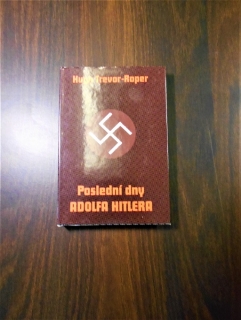 Hugh Trevor-Roper
Poslední dny
ADOLFA HITLERA